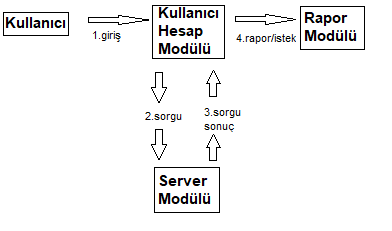 Kullanıcı
1.giriş
Kullanıcı
Hesap
Modülü
4.rapor/istek
Rapor
Modülü
2.sorgu
3.sorgu
sonuç
Server
Modülü